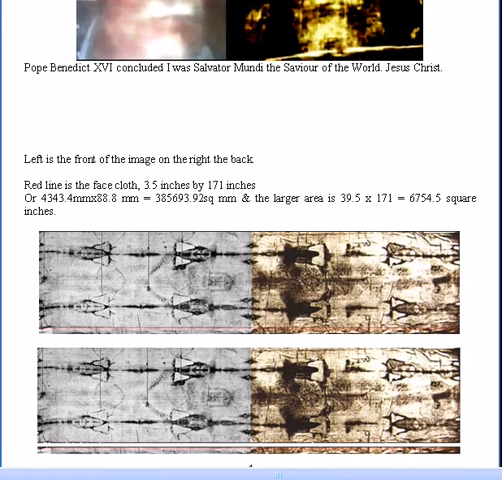 Pope Benedict XVI concluded I was Salvator Mundi the Saviour of the World. Jesus Christ.
Left is the front of the image on the right the back
Red line is the face cloth, 3.5 inches by 171 inches
Or 4343.4mmx88.8 mm = 385693.92sq mm & the larger area is 39.5 x 171 = 6754.5 square
inches.